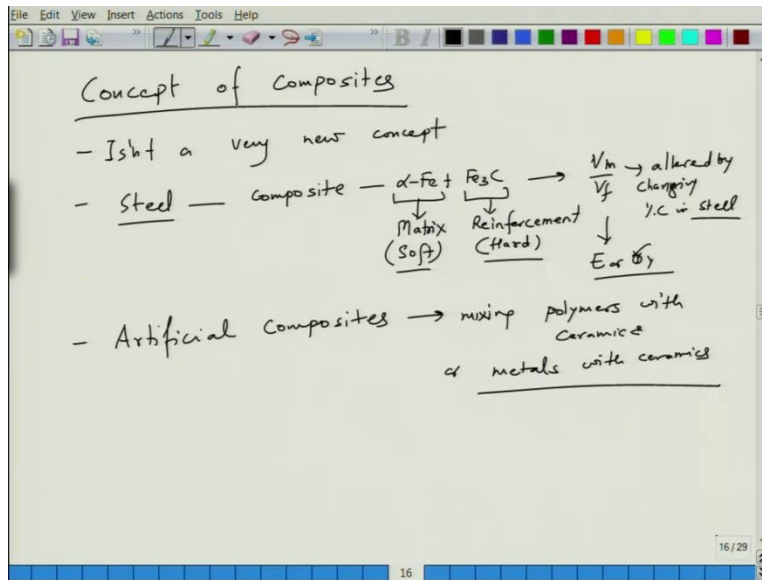 File Edit View Insert Actions Tools Help
B I
Concept of Composites
- Isn't a very new concept
- Steel — composite — α-Fe + Fe3C → Vm/Vf → altered by changing %C in steel
Matrix (Soft) Reinforcement (Hard)
E or σy
- Artificial composites → mixing polymers with ceramics
or metals with ceramics
16/29
16